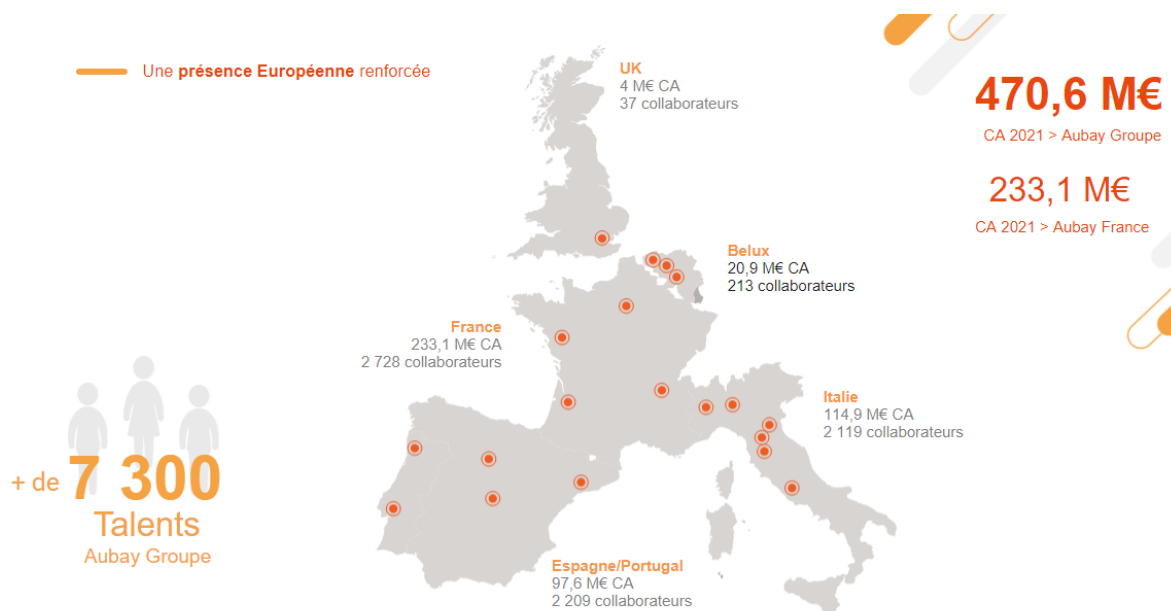 Une présence Européenne renforcée
UK
4 M€ CA
37 collaborateurs
470,6 M€
CA 2021 > Aubay Groupe
233,1 M€
CA 2021 > Aubay France
Belux
20,9 M€ CA
213 collaborateurs
France
233,1 M€ CA
2 728 collaborateurs
Italie
114,9 M€ CA
2 119 collaborateurs
+ de 7 300
Talents
Aubay Groupe
Espagne/Portugal
97,6 M€ CA
2 209 collaborateurs